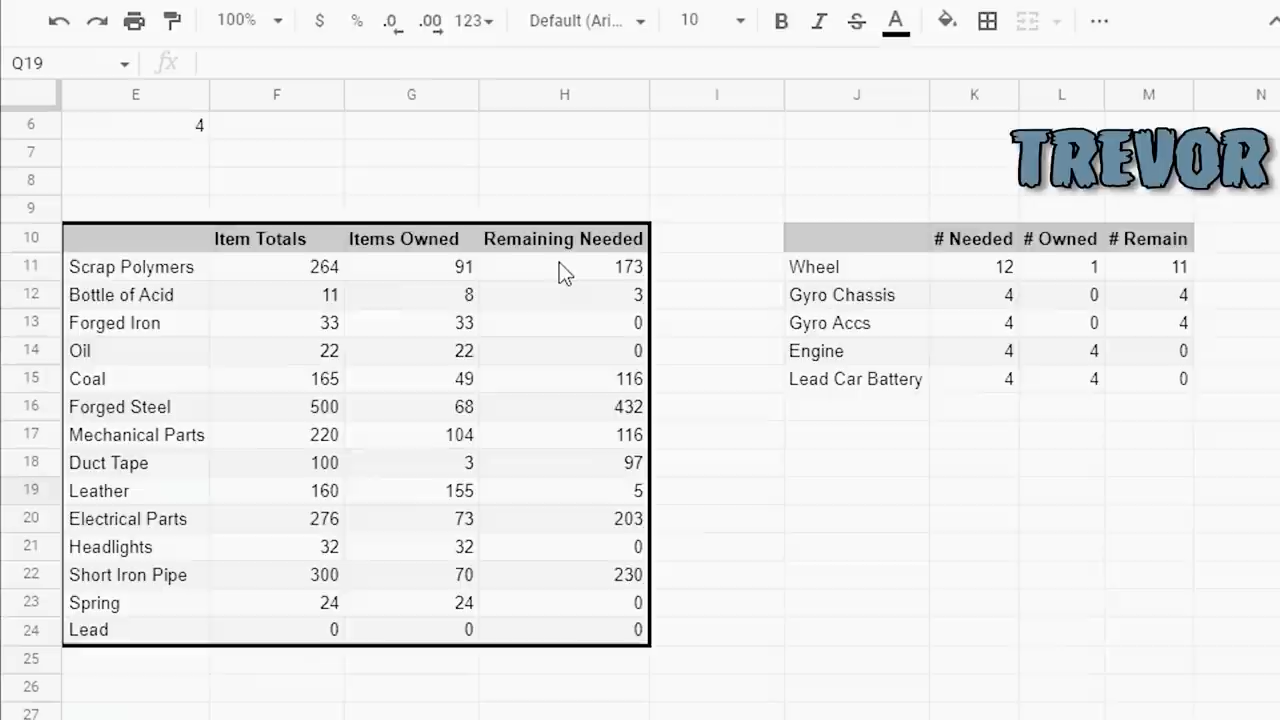 100% $ % .0 .00 123 Default (Ari... 10 B I S A ...
Q19 fx
E F G H I J K L M N
6 4
7
8
9
TREVOR
10 Item Totals Items Owned Remaining Needed # Needed # Owned # Remain
11 Scrap Polymers 264 91 173 Wheel 12 1 11
12 Bottle of Acid 11 8 3 Gyro Chassis 4 0 4
13 Forged Iron 33 33 0 Gyro Accs 4 0 4
14 Oil 22 22 0 Engine 4 4 0
15 Coal 165 49 116 Lead Car Battery 4 4 0
16 Forged Steel 500 68 432
17 Mechanical Parts 220 104 116
18 Duct Tape 100 3 97
19 Leather 160 155 5
20 Electrical Parts 276 73 203
21 Headlights 32 32 0
22 Short Iron Pipe 300 70 230
23 Spring 24 24 0
24 Lead 0 0 0
25
26
27